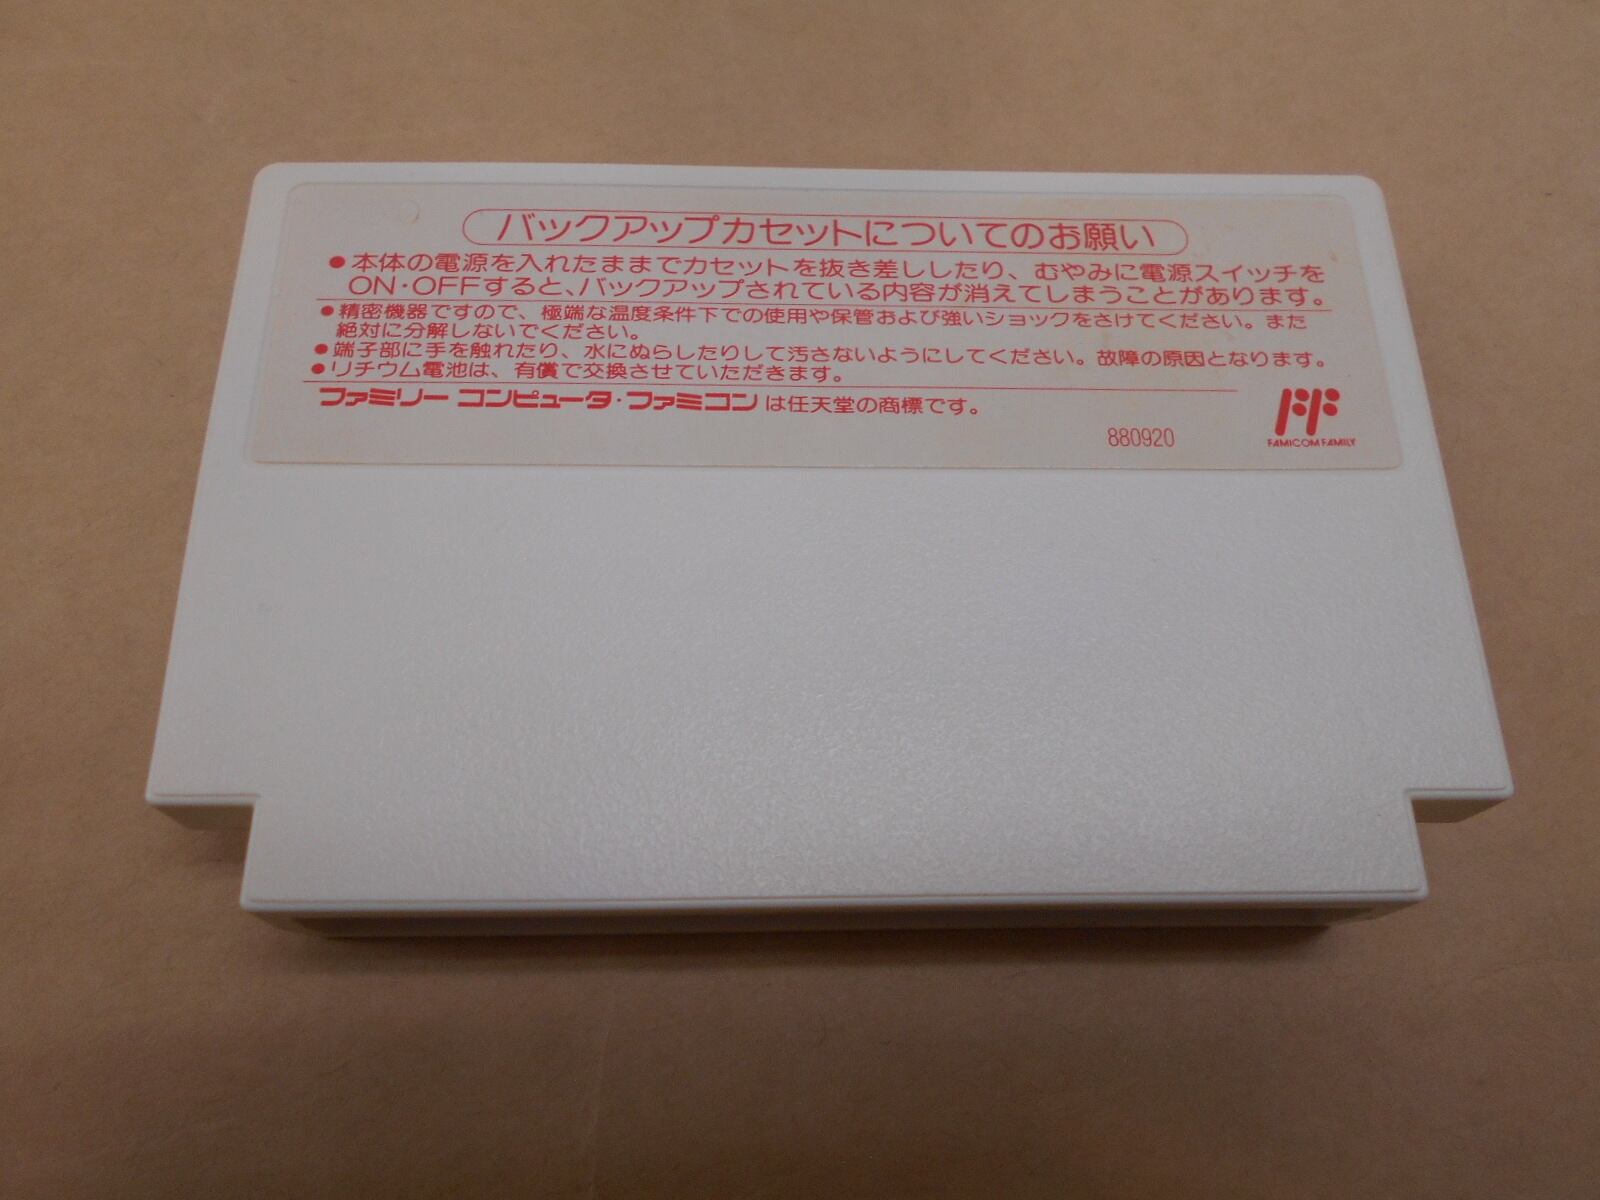 バックアップカセットについてのお願い
●本体の電源を入れたままでカセットを抜き差ししたり、むやみに電源スイッチを
ON・OFFすると、バックアップされている内容が消えてしまうことがあります。
●精密機器ですので、極端な温度条件下での使用や保管および強いショックをさけてください。また
絶対に分解しないでください。
●端子部に手を触れたり、水にぬらしたりして汚さないようにしてください。故障の原因となります。
●リチウム電池は、有償で交換させていただきます。
ファミリー コンピュータ・ファミコン は任天堂の商標です。
880920
FF
FAMICOM FAMILY